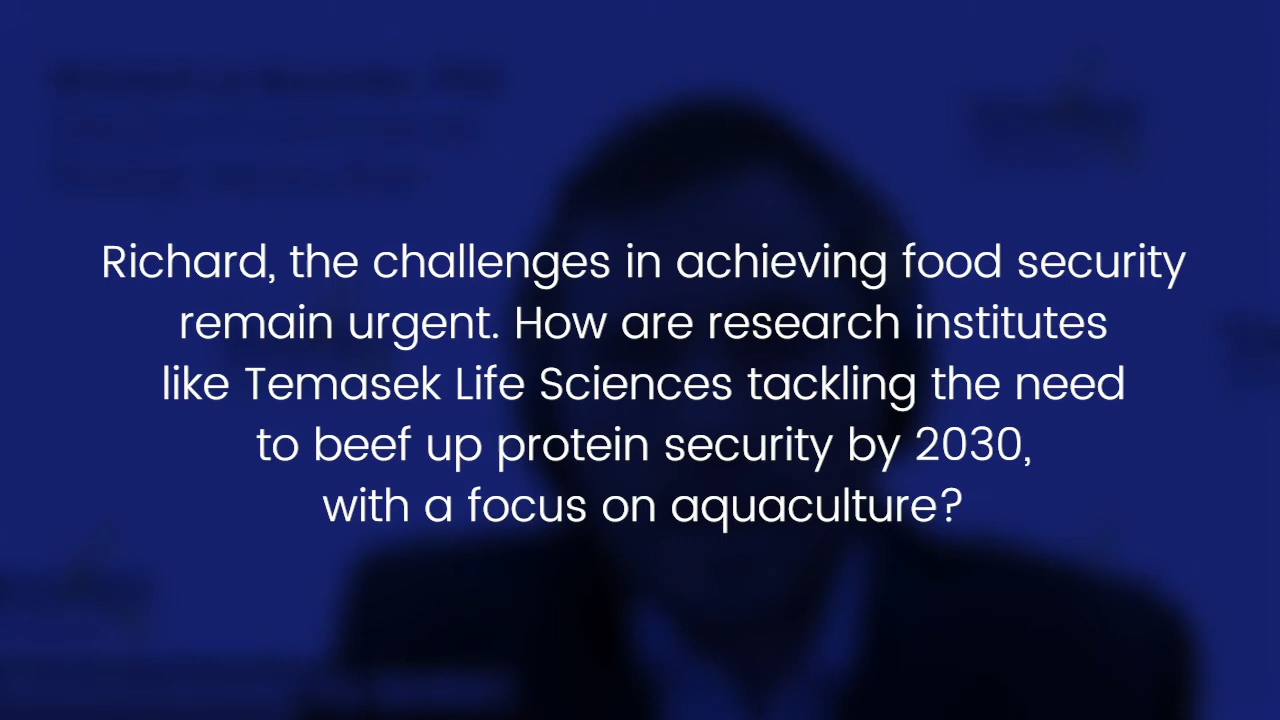 Richard, the challenges in achieving food security
remain urgent. How are research institutes
like Temasek Life Sciences tackling the need
to beef up protein security by 2030,
with a focus on aquaculture?